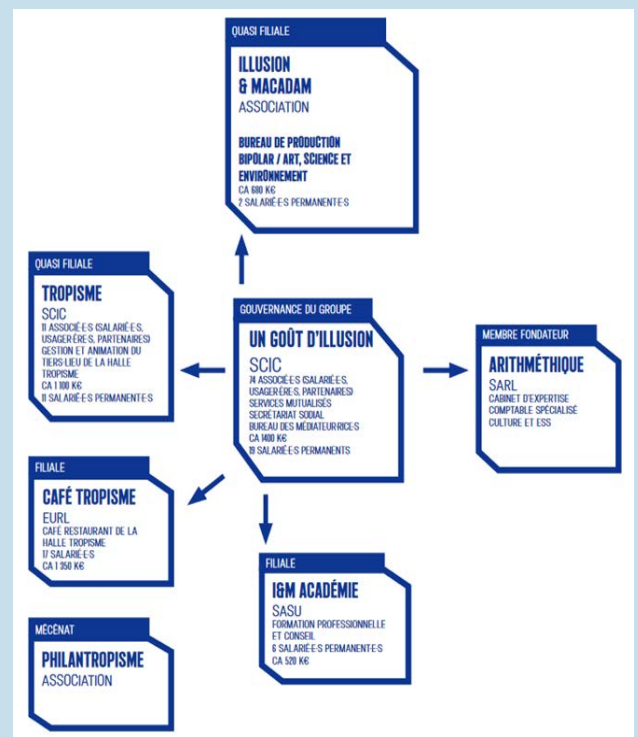 QUASI FILIALE
ILLUSION
& MACADAM
ASSOCIATION
BUREAU DE PRODUCTION
BIPOLAR / ART, SCIENCE ET
ENVIRONNEMENT
CA 680 K€
2 SALARIÉ·E·S PERMANENT·E·S
QUASI FILIALE
TROPISME
SCIC
11 ASSOCIÉ·E·S (SALARIÉ·E·S,
USAGER·ÈRE·S, PARTENAIRES)
GESTION ET ANIMATION DU
TIERS-LIEU DE LA HALLE
TROPISME
CA 1 100 K€
11 SALARIÉ·E·S PERMANENT·E·S
GOUVERNANCE DU GROUPE
UN GOÛT D'ILLUSION
SCIC
74 ASSOCIÉ·E·S (SALARIÉ·E·S,
USAGER·ÈRE·S, PARTENAIRES)
SERVICES MUTUALISÉS
SECRÉTARIAT SODIAL
BUREAU DES MÉDIATEUR·RICE·S
CA 1400 K€
19 SALARIÉ·E·S PERMANENTS
MEMBRE FONDATEUR
ARITHMÉTHIQUE
SARL
CABINET D'EXPERTISE
COMPTABLE SPÉCIALISÉ
CULTURE ET ESS
FILIALE
CAFÉ TROPISME
EURL
CAFÉ RESTAURANT DE LA
HALLE TROPISME
17 SALARIÉ·E·S
CA 1 350 K€
FILIALE
I&M ACADÉMIE
SASU
FORMATION PROFESSIONNELLE
ET CONSEIL
6 SALARIÉ·E·S PERMANENT·E·S
CA 520 K€
MÉCÉNAT
PHILANTROPISME
ASSOCIATION